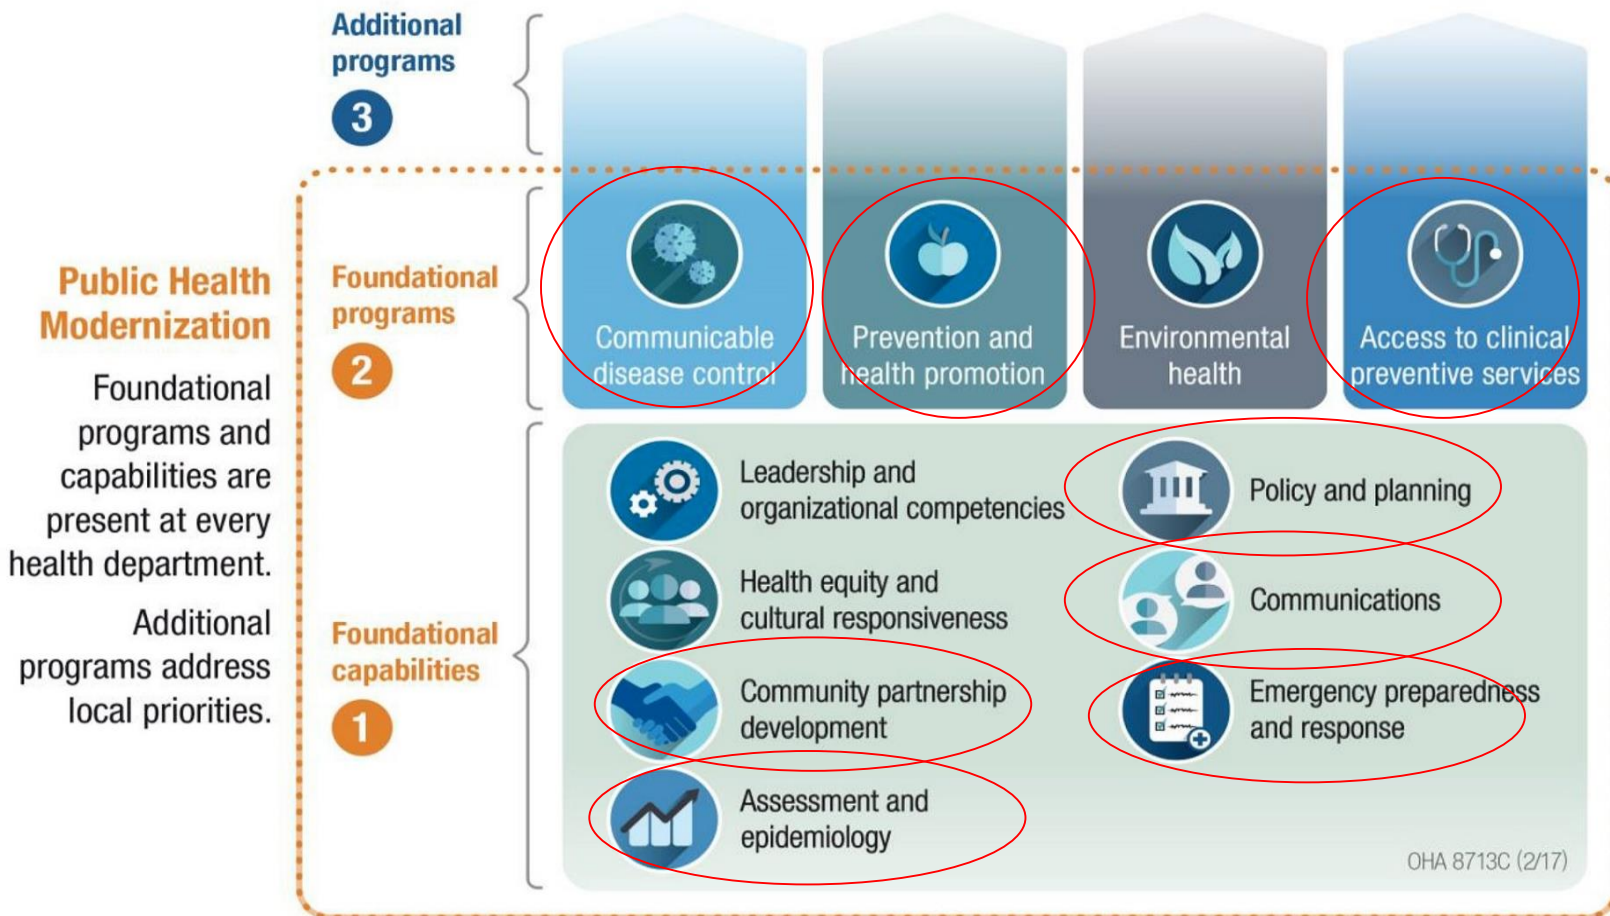 Additional
programs
3
Public Health
Modernization
Foundational
programs and
capabilities are
present at every
health department.
Additional
programs address
local priorities.
Foundational
programs
2
Communicable
disease control
Prevention and
health promotion
Environmental
health
Access to clinical
preventive services
Foundational
capabilities
1
Leadership and
organizational competencies
Health equity and
cultural responsiveness
Community partnership
development
Assessment and
epidemiology
Policy and planning
Communications
Emergency preparedness
and response
OHA 8713C (2/17)